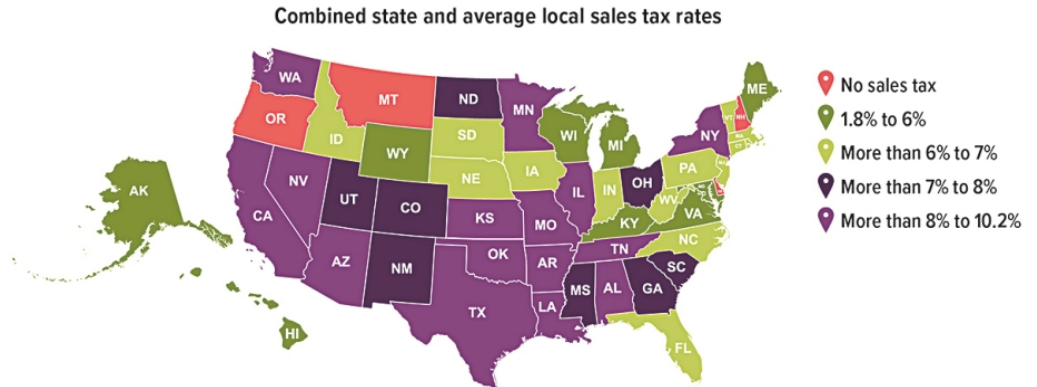 Combined state and average local sales tax rates
WA
MT
ND
MN
ME
OR
ID
SD
WI
MI
NY
VT
NH
MA
CT
WY
IA
NE
PA
NV
UT
CO
IL
IN
OH
WV
VA
CA
KS
MO
KY
AK
AZ
NM
OK
AR
TN
NC
SC
TX
LA
MS
AL
GA
HI
FL
No sales tax
1.8% to 6%
More than 6% to 7%
More than 7% to 8%
More than 8% to 10.2%